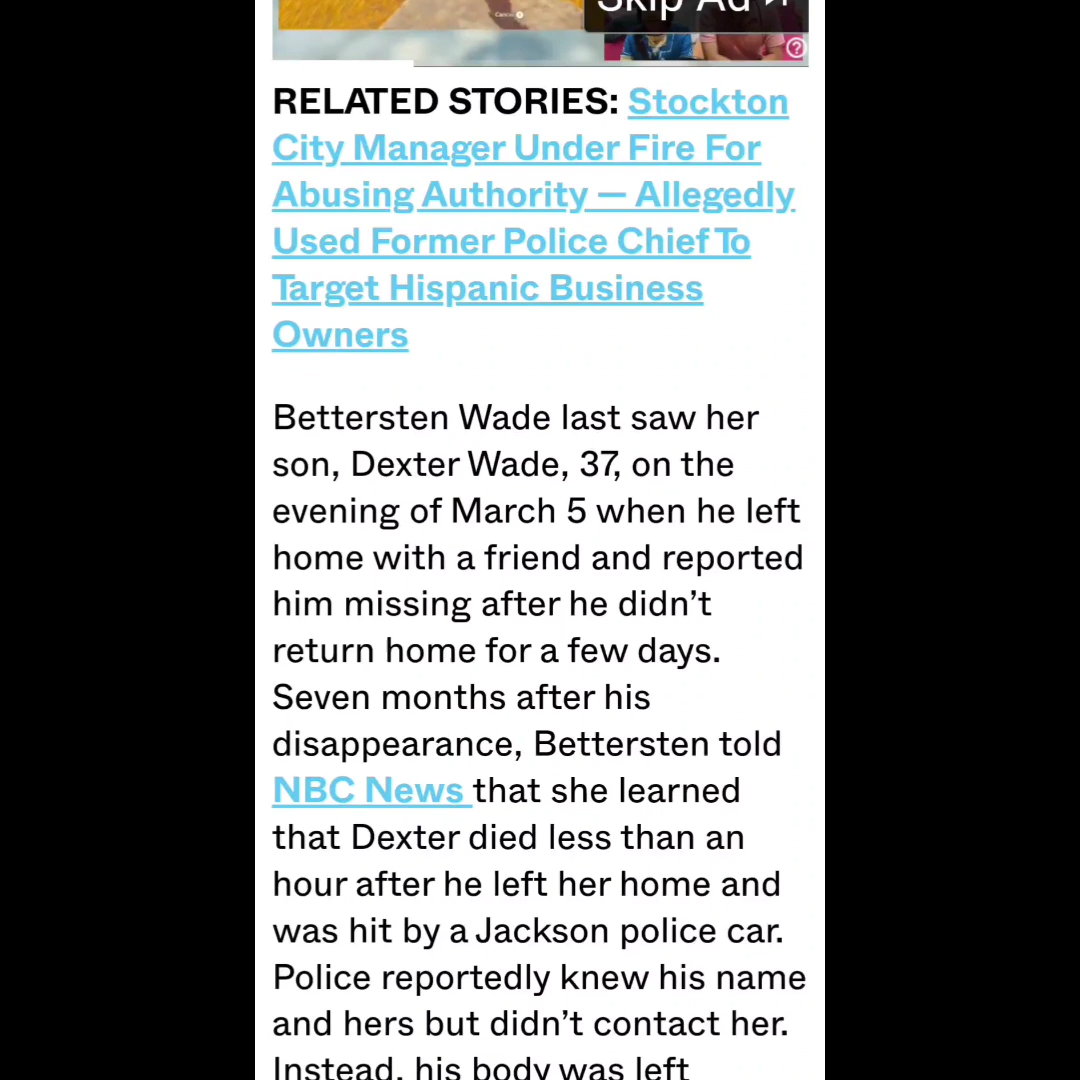 Skip Ad
RELATED STORIES: Stockton
City Manager Under Fire For
Abusing Authority — Allegedly
Used Former Police Chief To
Target Hispanic Business
Owners
Bettersten Wade last saw her
son, Dexter Wade, 37, on the
evening of March 5 when he left
home with a friend and reported
him missing after he didn’t
return home for a few days.
Seven months after his
disappearance, Bettersten told
NBC News that she learned
that Dexter died less than an
hour after he left her home and
was hit by a Jackson police car.
Police reportedly knew his name
and hers but didn’t contact her.
Instead, his body was left